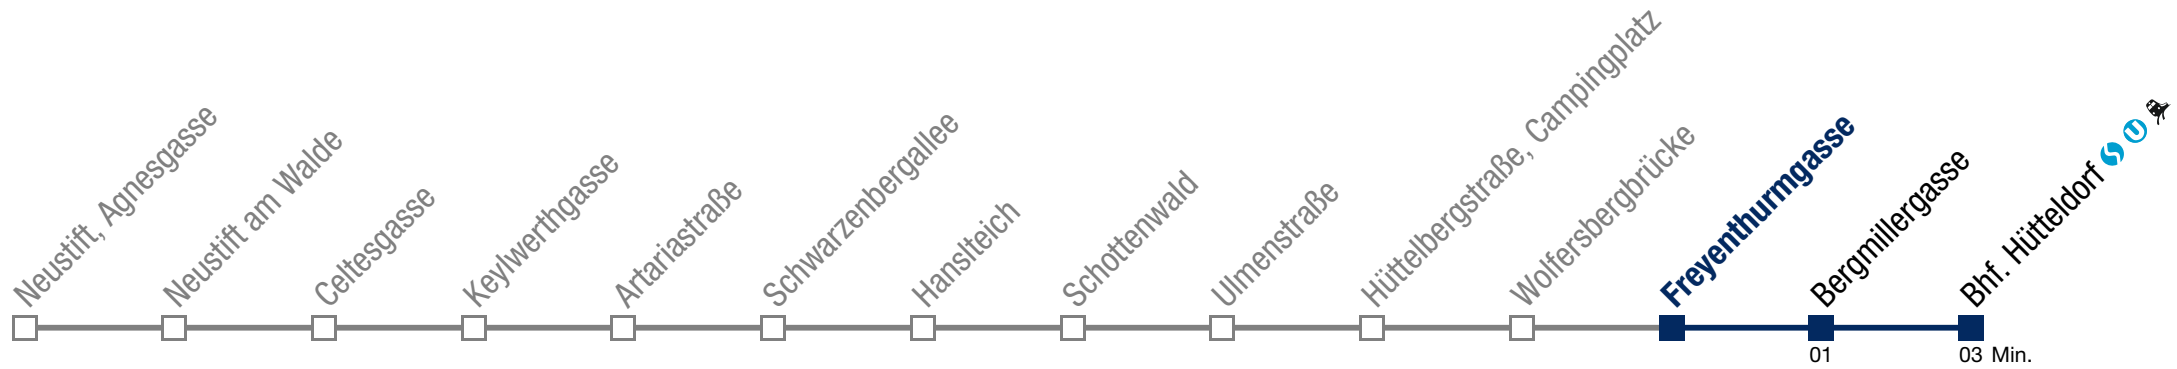 Neustift, Agnesgasse
Neustift am Walde
Celtesgasse
Keylwerthgasse
Artariastraße
Schwarzenbergallee
Hanslteich
Schottenwald
Ulmenstraße
Hüttelbergstraße, Campingplatz
Wolfersbergbrücke
Freyenthurmgasse
Bergmillergasse
Bhf. Hütteldorf S U
01
03 Min.